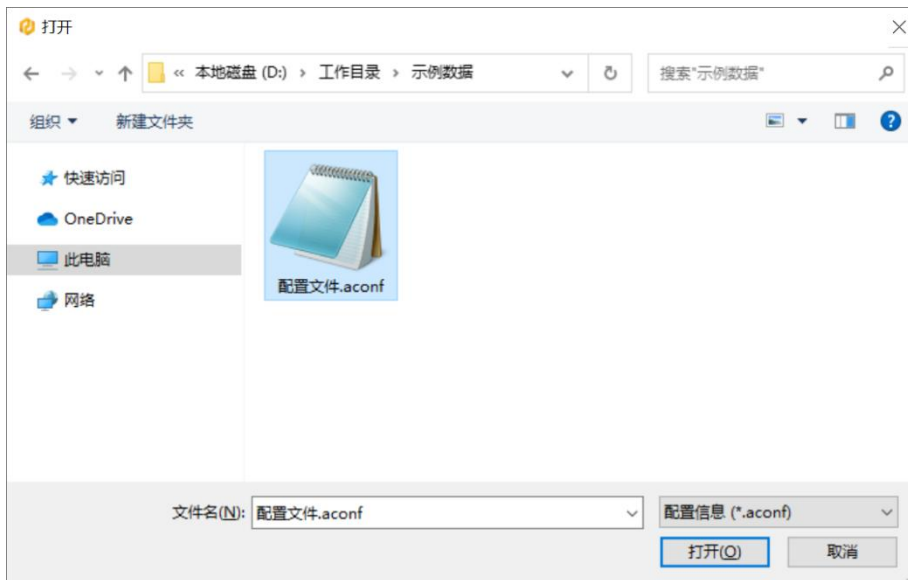 打开
« 本地磁盘 (D:) › 工作目录 › 示例数据
搜索"示例数据"
组织
新建文件夹
快速访问
OneDrive
此电脑
网络
配置文件.aconf
文件名(N): 配置文件.aconf
配置信息 (*.aconf)
打开(O)
取消